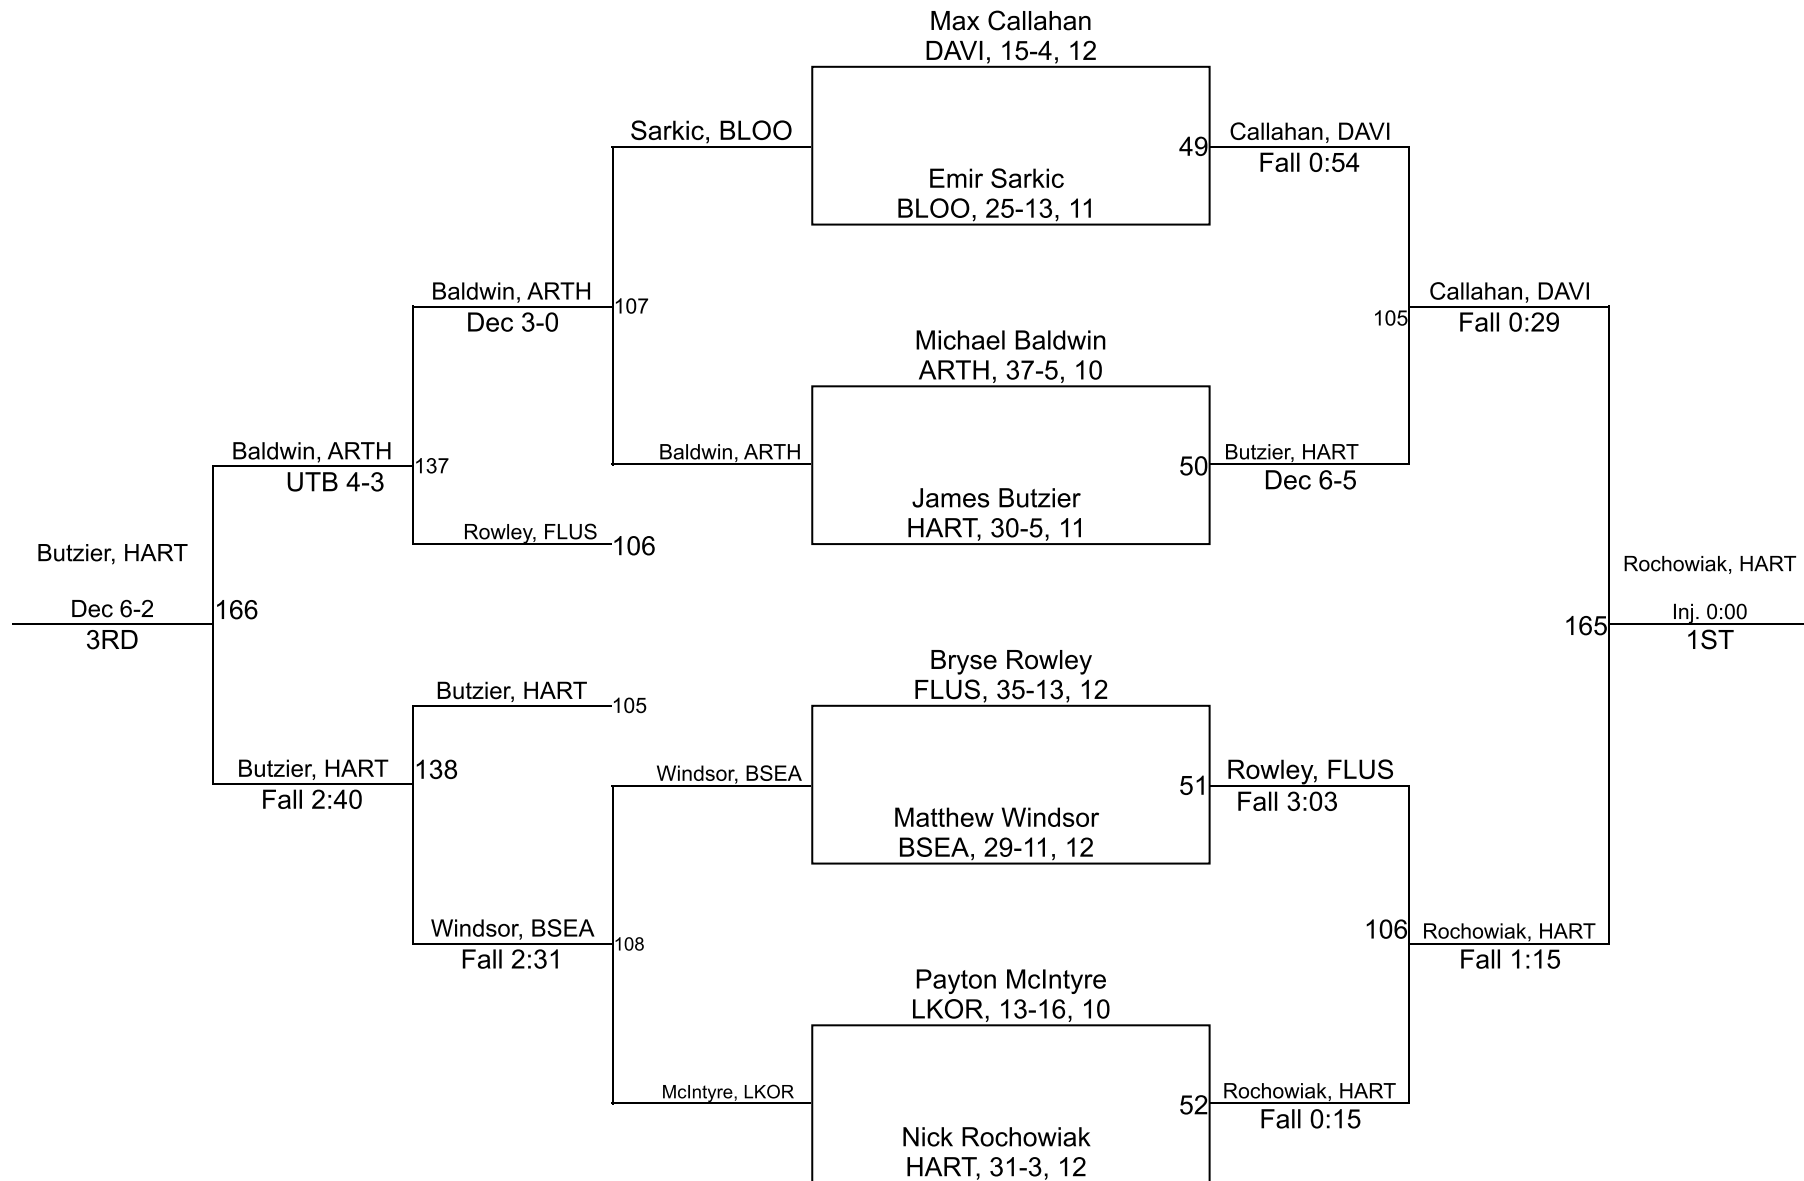 Max Callahan
DAVI, 15-4, 12
Sarkic, BLOO
49
Callahan, DAVI
Fall 0:54
Emir Sarkic
BLOO, 25-13, 11
Baldwin, ARTH
Dec 3-0
107
Callahan, DAVI
105
Fall 0:29
Michael Baldwin
ARTH, 37-5, 10
Baldwin, ARTH
UTB 4-3
137
Baldwin, ARTH
50
Butzier, HART
Dec 6-5
James Butzier
HART, 30-5, 11
Rowley, FLUS
106
Butzier, HART
Dec 6-2
3RD
166
Rochowiak, HART
165
Inj. 0:00
1ST
Bryse Rowley
FLUS, 35-13, 12
Butzier, HART
105
Butzier, HART
Fall 2:40
138
Windsor, BSEA
51
Rowley, FLUS
Fall 3:03
Matthew Windsor
BSEA, 29-11, 12
Windsor, BSEA
Fall 2:31
108
106
Rochowiak, HART
Fall 1:15
Payton McIntyre
LKOR, 13-16, 10
McIntyre, LKOR
52
Rochowiak, HART
Fall 0:15
Nick Rochowiak
HART, 31-3, 12